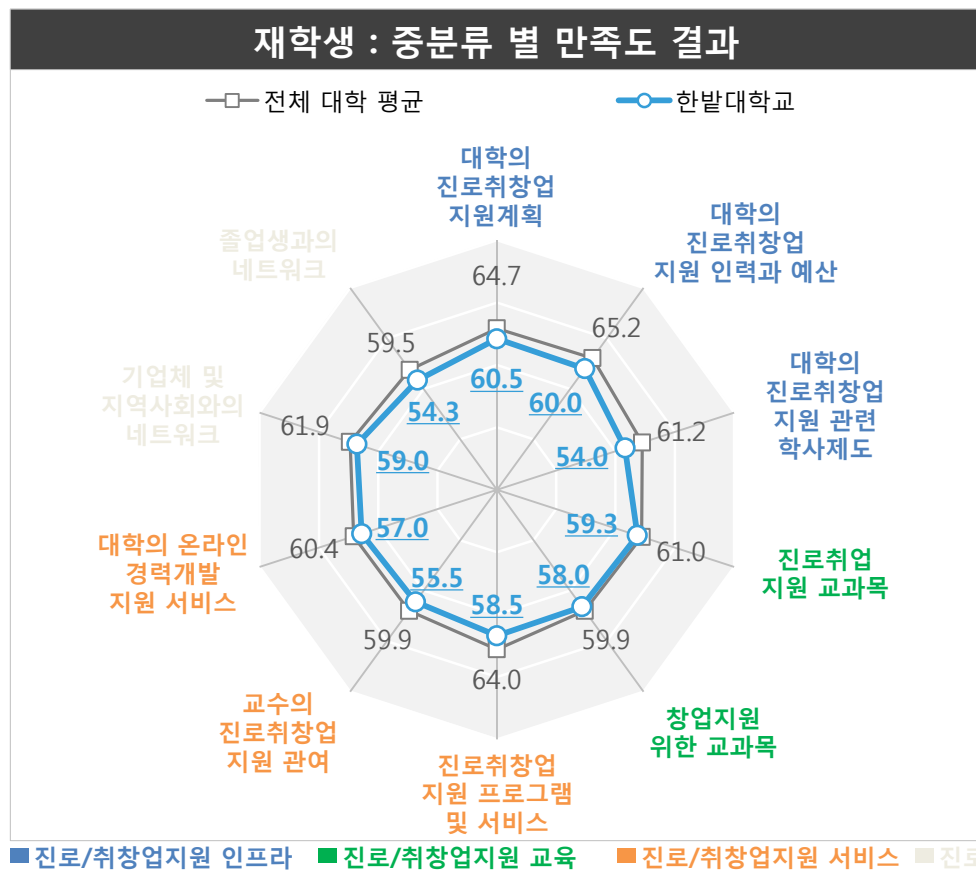 재학생 : 중분류 별 만족도 결과
전체 대학 평균
한밭대학교
대학의
진로취창업
지원계획
대학의
진로취창업
지원 인력과 예산
대학의
진로취창업
지원 관련
학사제도
진로취업
지원 교과목
창업지원
위한 교과목
진로취창업
지원 프로그램
및 서비스
교수의
진로취창업
지원 관여
대학의 온라인
경력개발
지원 서비스
기업체 및
지역사회와의
네트워크
졸업생과의
네트워크
64.7
65.2
61.2
61.0
59.9
64.0
59.9
60.4
61.9
59.5
60.5
60.0
54.0
59.3
58.0
58.5
55.5
57.0
59.0
54.3
진로/취창업지원 인프라
진로/취창업지원 교육
진로/취창업지원 서비스
진로